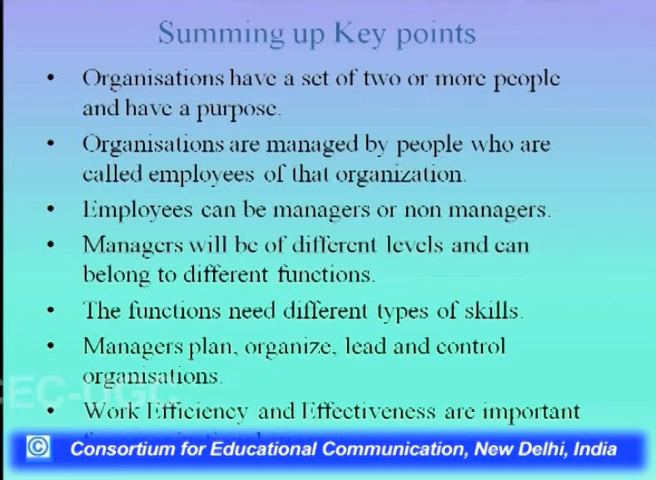 Summing up Key points
• Organisations have a set of two or more people
and have a purpose.
• Organisations are managed by people who are
called employees of that organization.
• Employees can be managers or non managers.
• Managers will be of different levels and can
belong to different functions.
• The functions need different types of skills.
• Managers plan, organize, lead and control
organisations.
CEC-UGC
• Work Efficiency and Effectiveness are important
© Consortium for Educational Communication, New Delhi, India